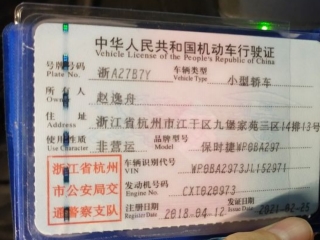 中华人民共和国机动车行驶证
Vehicle License of the People's Republic of China
号牌号码 浙A27B7Y 车辆类型 小型轿车
Plate No. Vehicle Type
所有人 赵逸舟
Owner
住址 浙江省杭州市江干区九堡家苑三区14排13号
Address
使用性质 非营运 品牌型号 保时捷WP0BA297
Use Character Model
浙江省杭州 车辆识别代号 WP0BA2973JL152971
VIN
市公安局交 发动机号码 CXT020973
Engine No.
通警察支队 注册日期 2018-04-12 发证日期
Register Date Issue Date